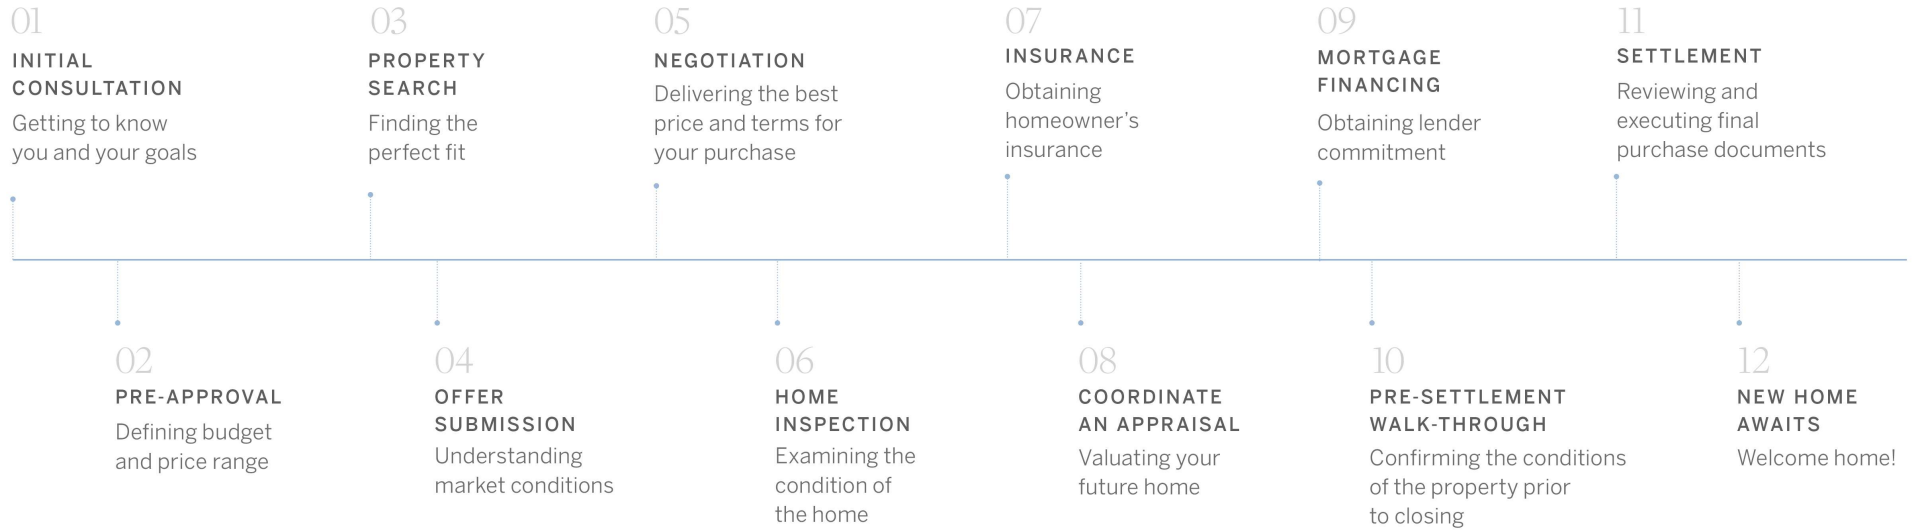 01
INITIAL
CONSULTATION
Getting to know
you and your goals
02
PRE-APPROVAL
Defining budget
and price range
03
PROPERTY
SEARCH
Finding the
perfect fit
04
OFFER
SUBMISSION
Understanding
market conditions
05
NEGOTIATION
Delivering the best
price and terms for
your purchase
06
HOME
INSPECTION
Examining the
condition of
the home
07
INSURANCE
Obtaining
homeowner’s
insurance
08
COORDINATE
AN APPRAISAL
Valuating your
future home
09
MORTGAGE
FINANCING
Obtaining lender
commitment
10
PRE-SETTLEMENT
WALK-THROUGH
Confirming the conditions
of the property prior
to closing
11
SETTLEMENT
Reviewing and
executing final
purchase documents
12
NEW HOME
AWAITS
Welcome home!